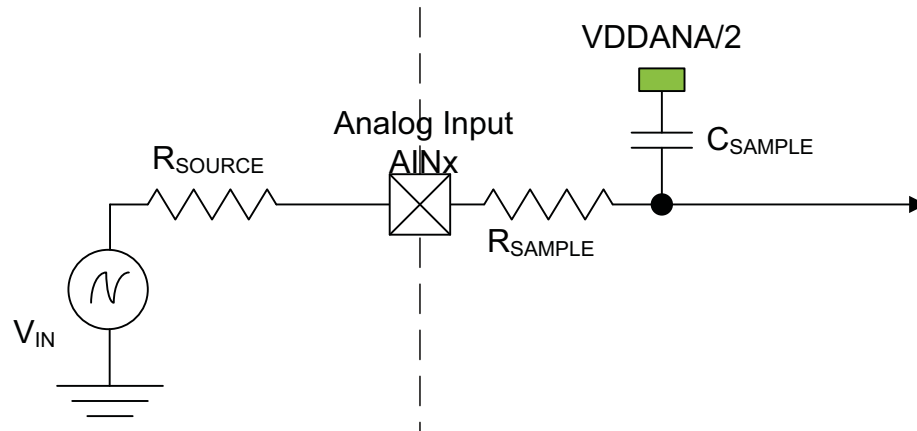 VDDANA/2
Analog Input
AINx
CSAMPLE
RSOURCE
RSAMPLE
VIN